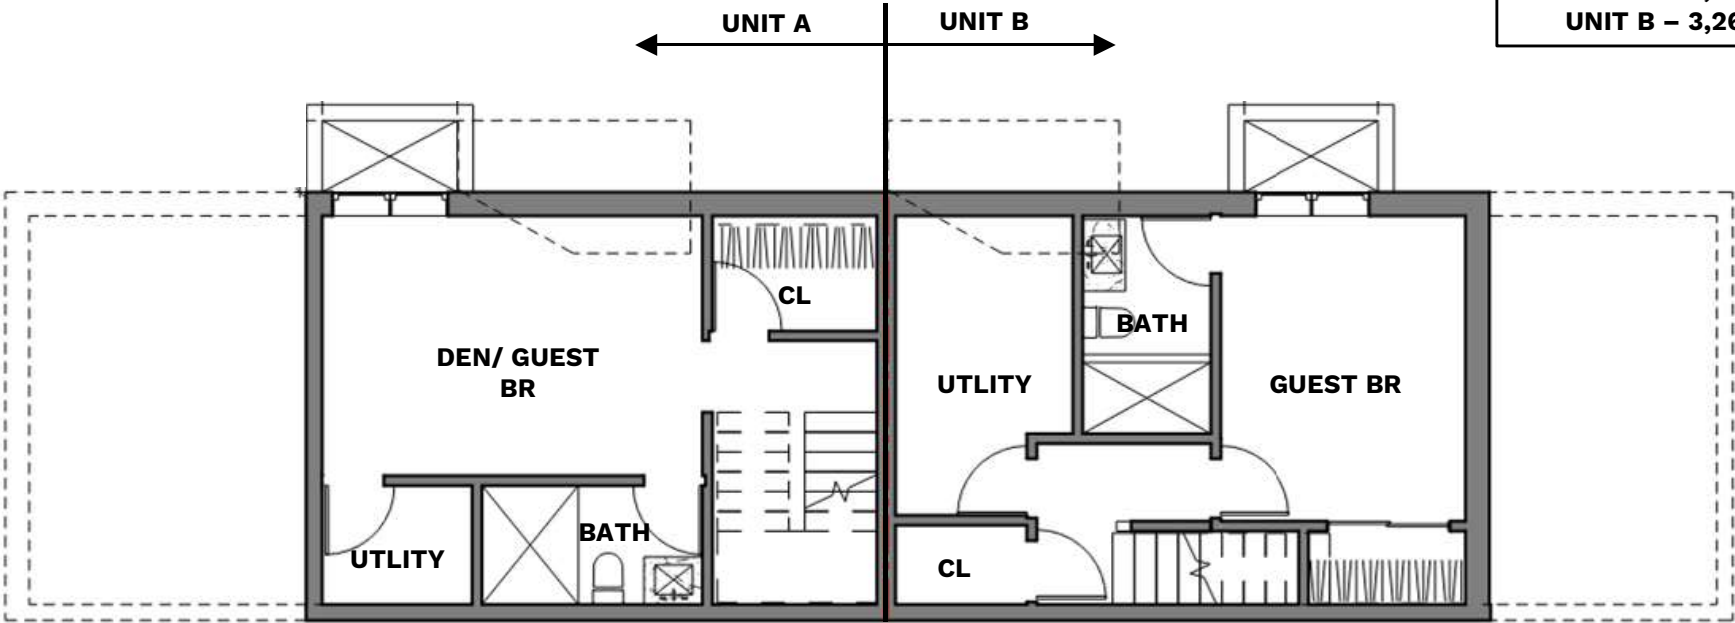 UNIT A
UNIT B
UNIT B – 3,26
CL
BATH
DEN/ GUEST
BR
UTLITY
GUEST BR
BATH
UTLITY
CL